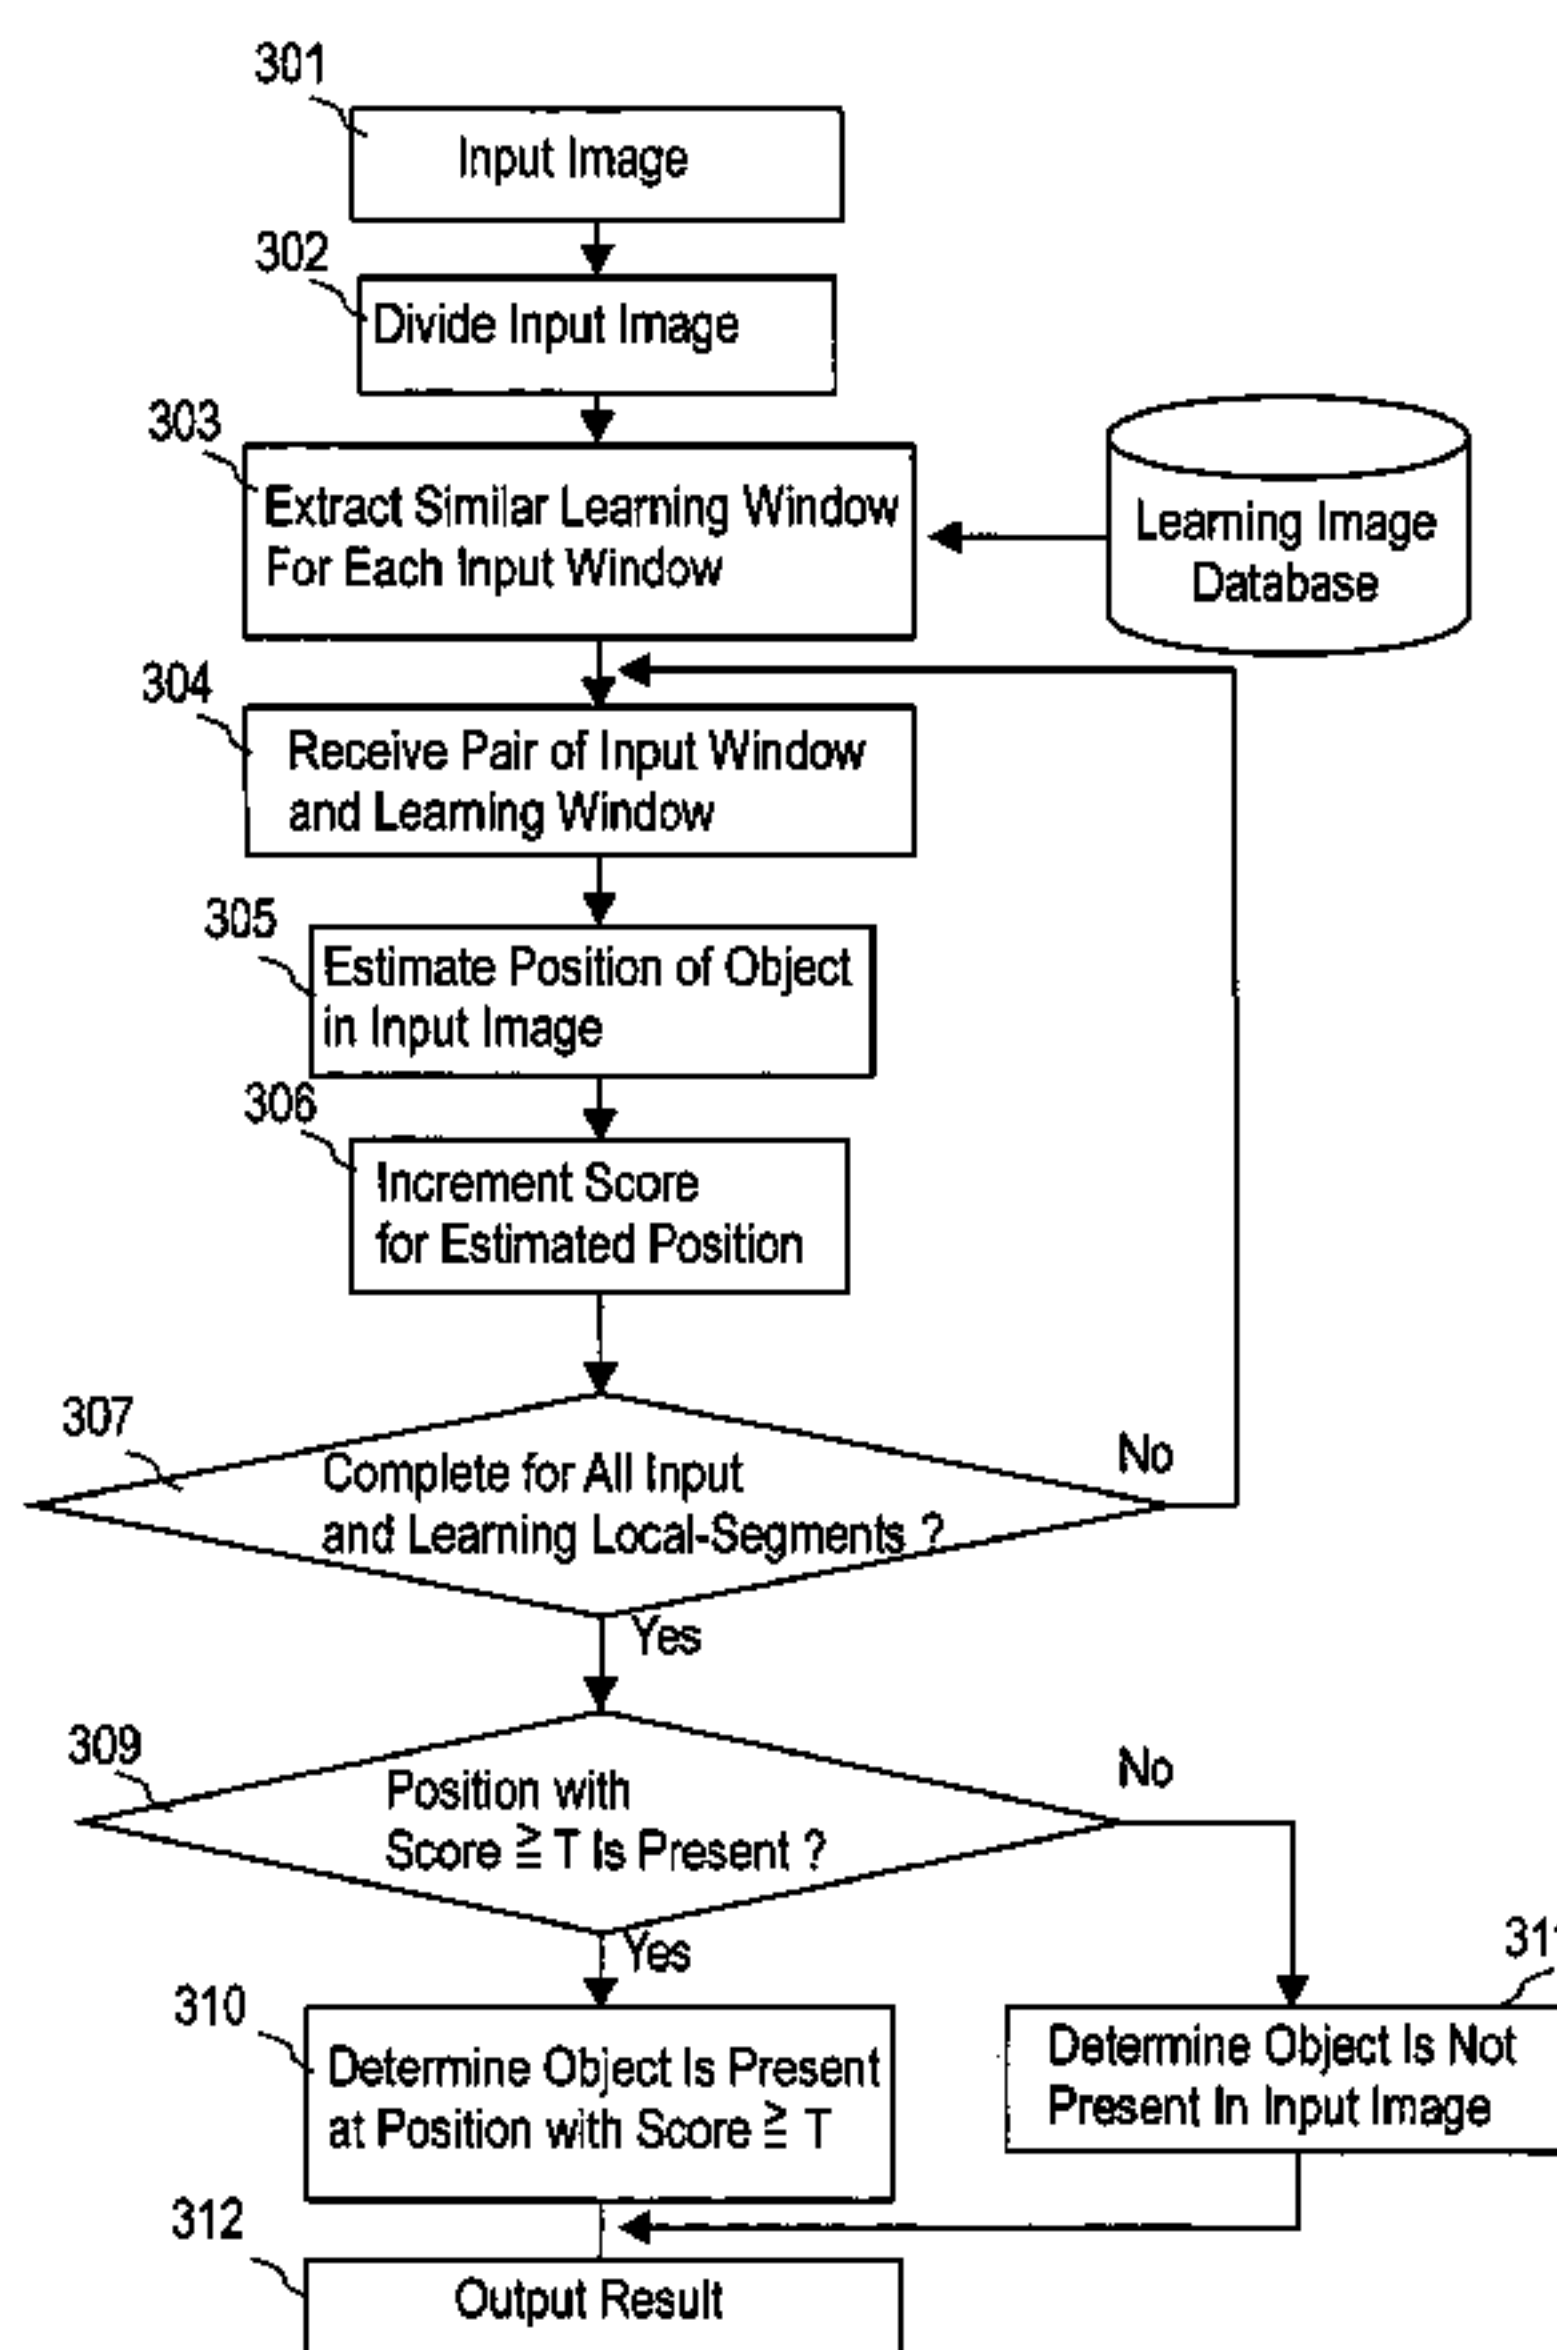 301
Input Image
302
Divide Input Image
303
Extract Similar Learning Window
For Each Input Window
Learning Image
Database
304
Receive Pair of Input Window
and Learning Window
305
Estimate Position of Object
in Input Image
306
Increment Score
for Estimated Position
307
Complete for All Input
and Learning Local-Segments ?
No
Yes
309
Position with
Score ≧ T Is Present ?
No
Yes
310
Determine Object Is Present
at Position with Score ≧ T
311
Determine Object Is Not
Present In Input Image
312
Output Result